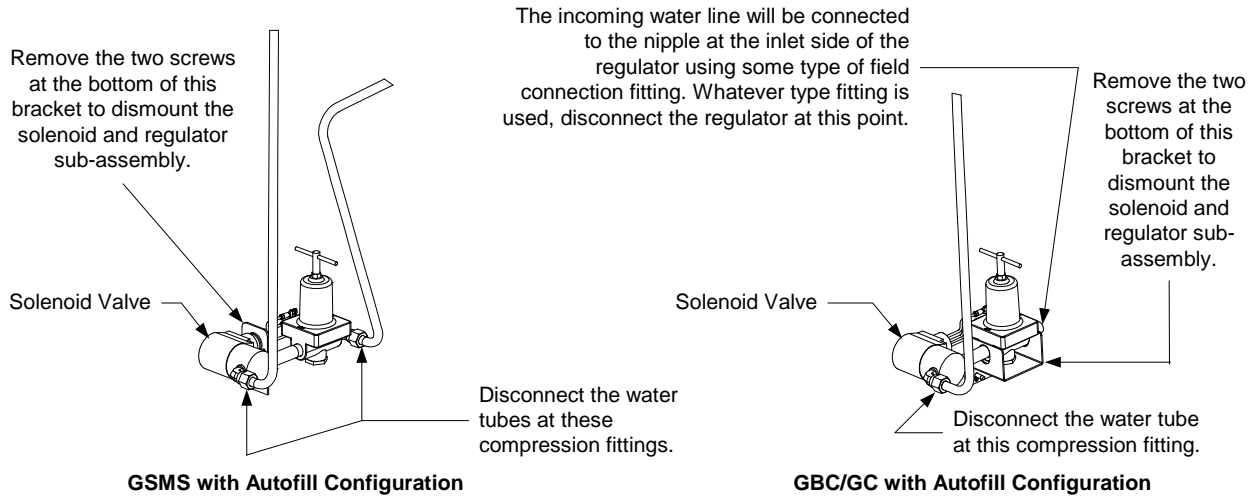 Remove the two screws
at the bottom of this
bracket to dismount the
solenoid and regulator
sub-assembly.
Solenoid Valve
Disconnect the water
tubes at these
compression fittings.
GSMS with Autofill Configuration
The incoming water line will be connected
to the nipple at the inlet side of the
regulator using some type of field
connection fitting. Whatever type fitting is
used, disconnect the regulator at this point.
Remove the two
screws at the
bottom of this
bracket to
dismount the
solenoid and
regulator sub-
assembly.
Solenoid Valve
Disconnect the water tube
at this compression fitting.
GBC/GC with Autofill Configuration